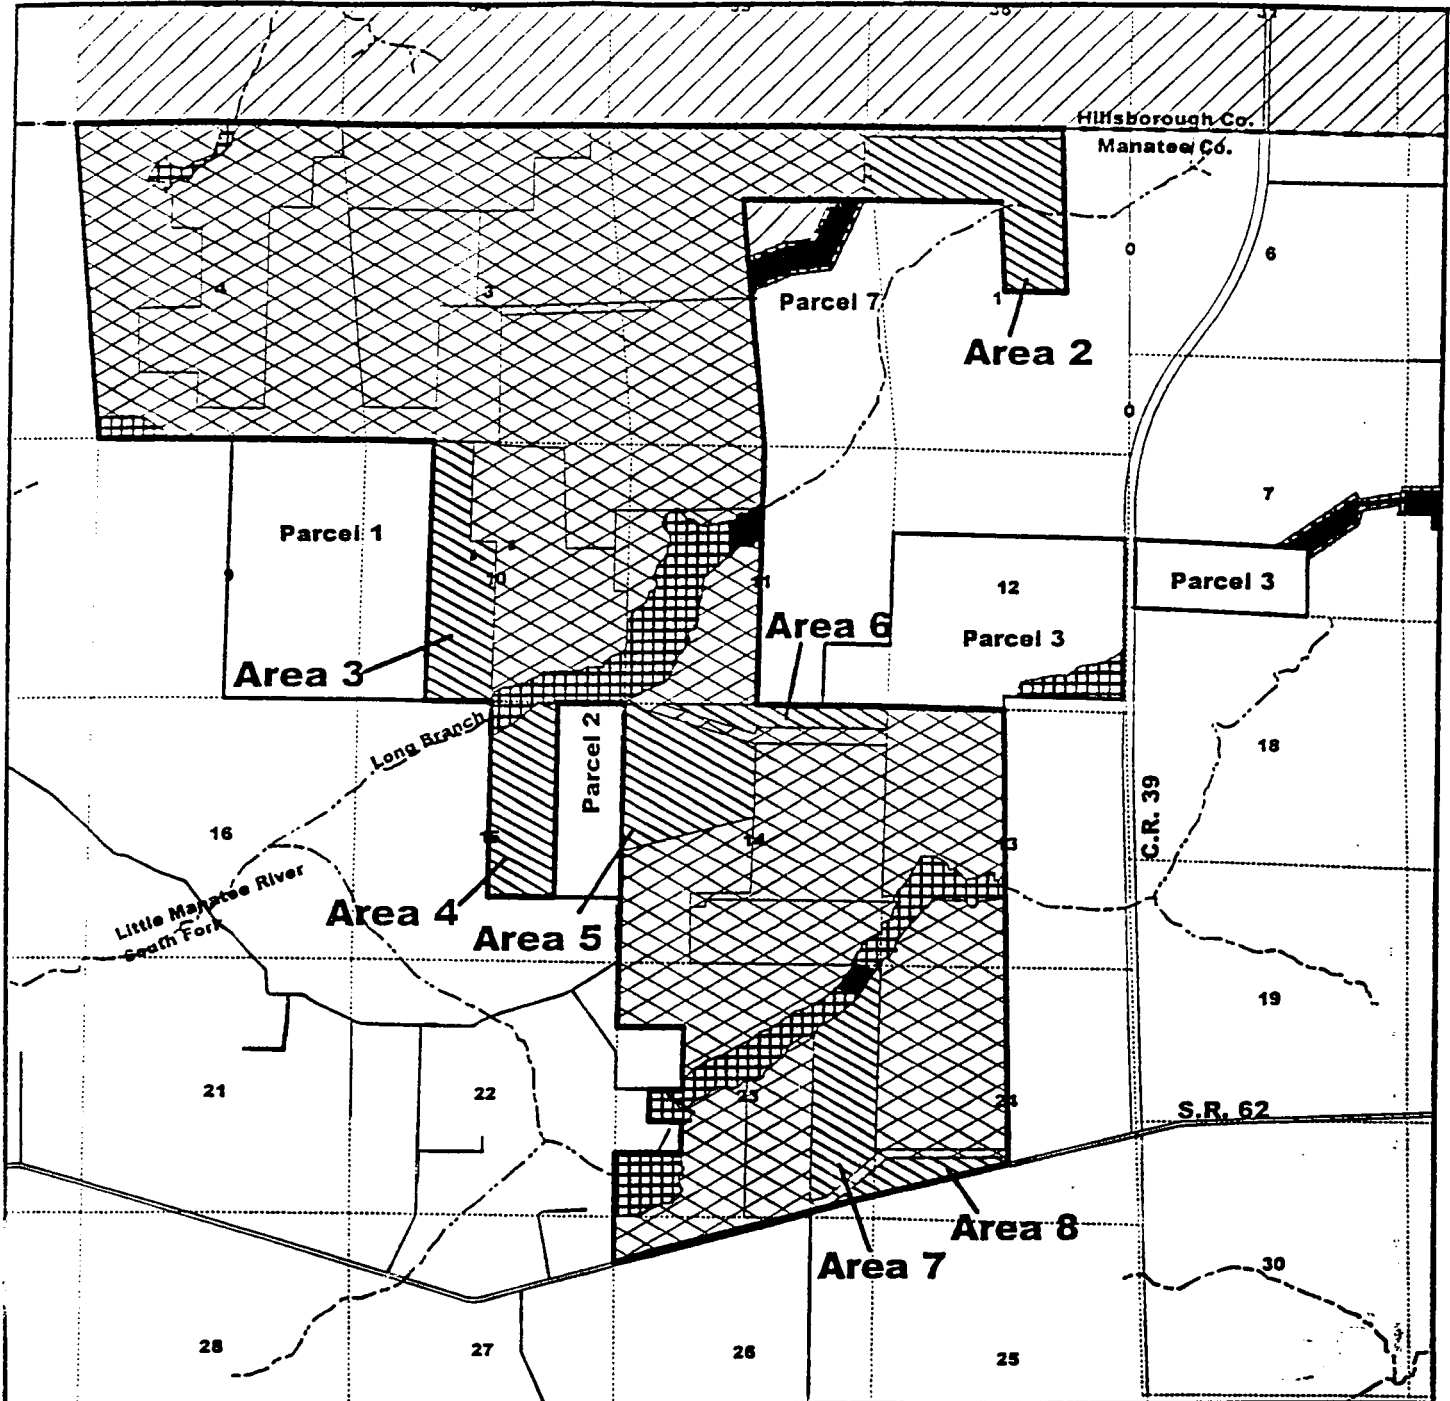 Hillsborough Co.
Manatee Co.
6
4
3
Parcel 7
1
Area 2
7
Parcel 1
9
10
11
12
Parcel 3
Parcel 3
Area 6
Area 3
Long Branch
Parcel 2
18
C.R. 39
16
15
14
13
Little Manatee River
South Fork
Area 4
Area 5
19
21
22
23
24
S.R. 62
Area 8
Area 7
30
28
27
26
25